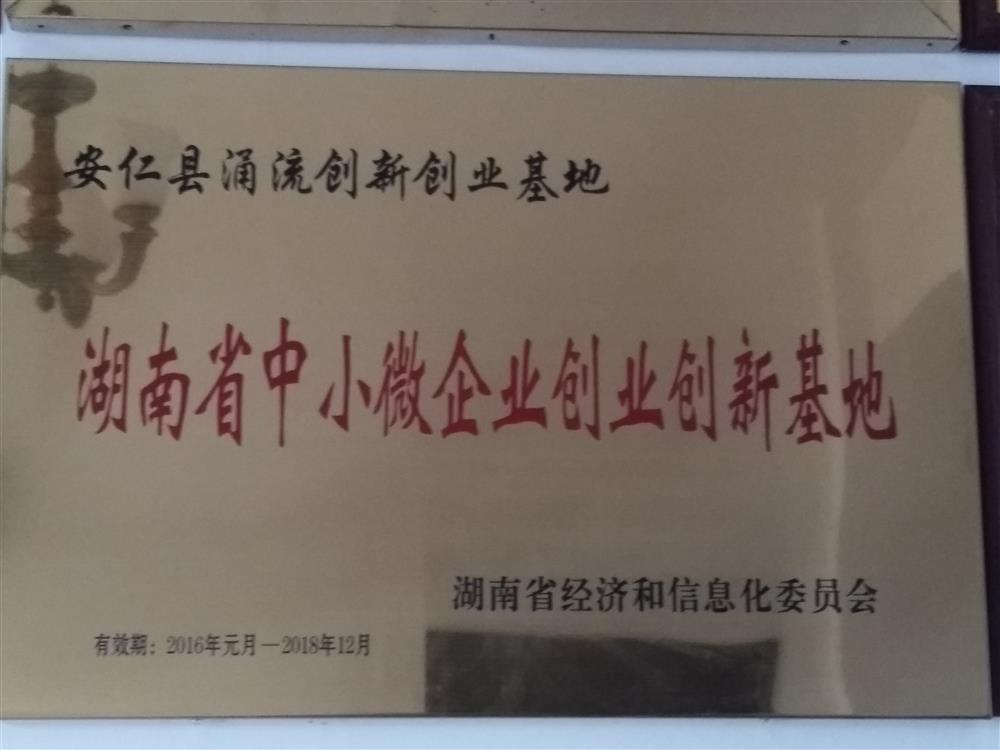 安仁县涌流创新创业基地
湖南省中小微企业创业创新基地
湖南省经济和信息化委员会
有效期：2016年元月—2018年12月